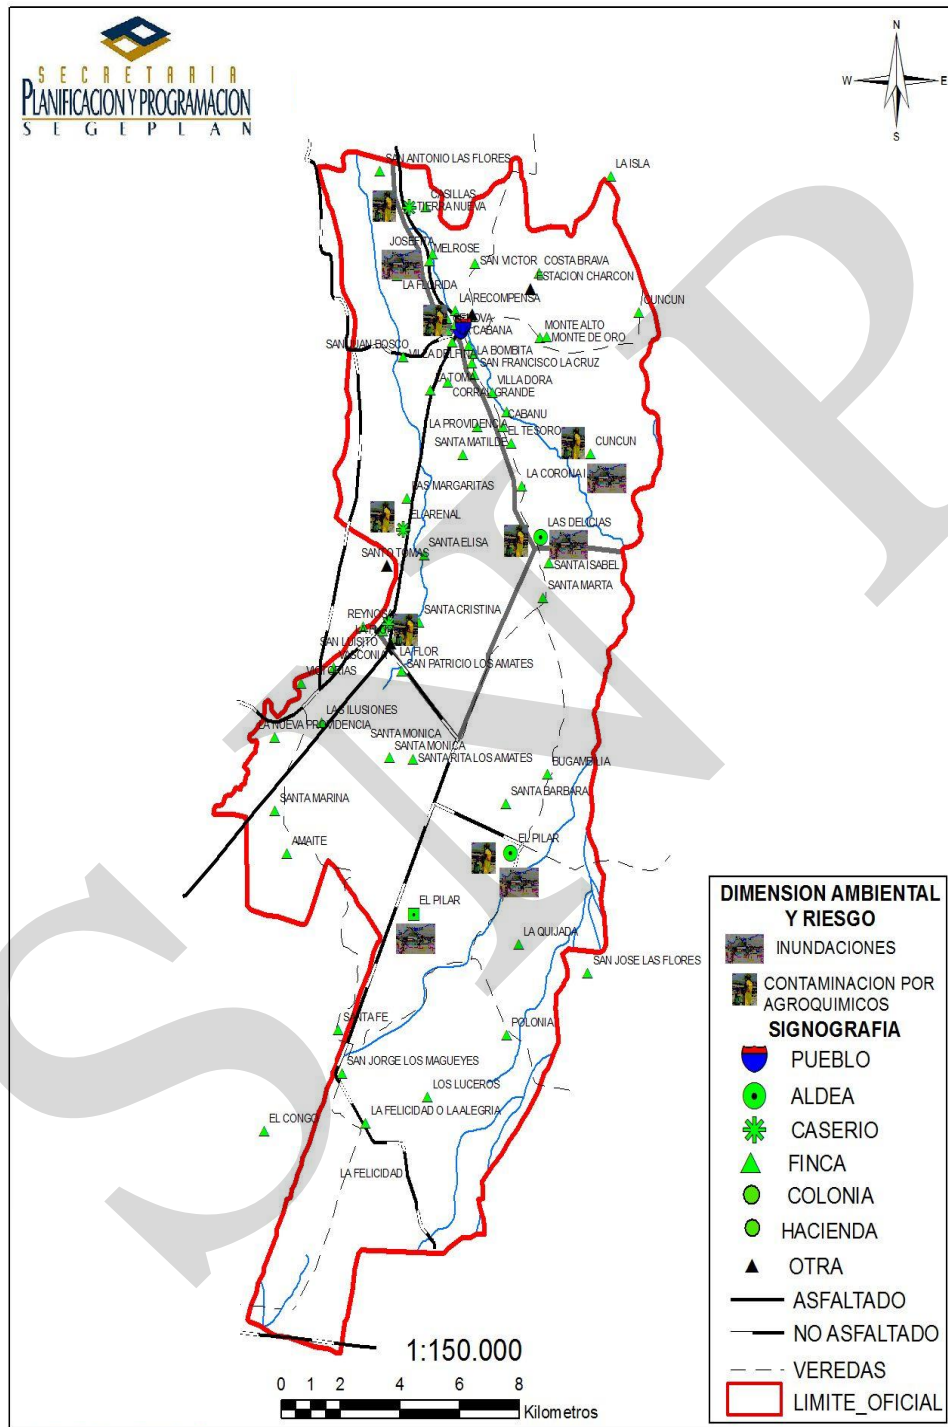 SECRETARIA
PLANIFICACION Y PROGRAMACION
SEGEPLAN
N
W
E
S
SAN ANTONIO LAS FLORES
LA ISLA
CASILLAS
TIERRA NUEVA
JOSEFITA
MELROSE
SAN VICTOR
COSTA BRAVA
ESTACION CHARCON
LA FLORIDA
LA RECOMPENSA
CUNCUN
CABANA
MONTE ALTO
MONTE DE ORO
SAN JUAN BOSCO
VILLA DELFINA
LA BOMBITA
SAN FRANCISCO LA CRUZ
LA TOMA
VILLA DORA
CORRAL GRANDE
CABANU
LA PROVIDENCIA
EL TESORO
SANTA MATILDE
CUNCUN
LA CORONA I
LAS MARGARITAS
EL ARENAL
LAS DELICIAS
SANTO TOMAS
SANTA ELISA
SANTA ISABEL
SANTA MARTA
REYNOSA
SANTA CRISTINA
SAN LUISITO
LA FLOR
VASCONIA
SAN PATRICIO LOS AMATES
VICTORIAS
LAS ILUSIONES
LA NUEVA PROVIDENCIA
SANTA MONICA
SANTA MONICA
SANTA RITA LOS AMATES
BUGAMBILIA
SANTA BARBARA
SANTA MARINA
EL PILAR
AMAITE
EL PILAR
LA QUIJADA
SAN JOSE LAS FLORES
SANTA FE
POLONIA
SAN JORGE LOS MAGUEYES
LOS LUCEROS
LA FELICIDAD O LA ALEGRIA
EL CONGO
LA FELICIDAD
DIMENSION AMBIENTAL
Y RIESGO
INUNDACIONES
CONTAMINACION POR
AGROQUIMICOS
SIGNOGRAFIA
PUEBLO
ALDEA
CASERIO
FINCA
COLONIA
HACIENDA
OTRA
ASFALTADO
NO ASFALTADO
VEREDAS
LIMITE_OFICIAL
1:150.000
0 1 2 4 6 8
Kilometros
SNP